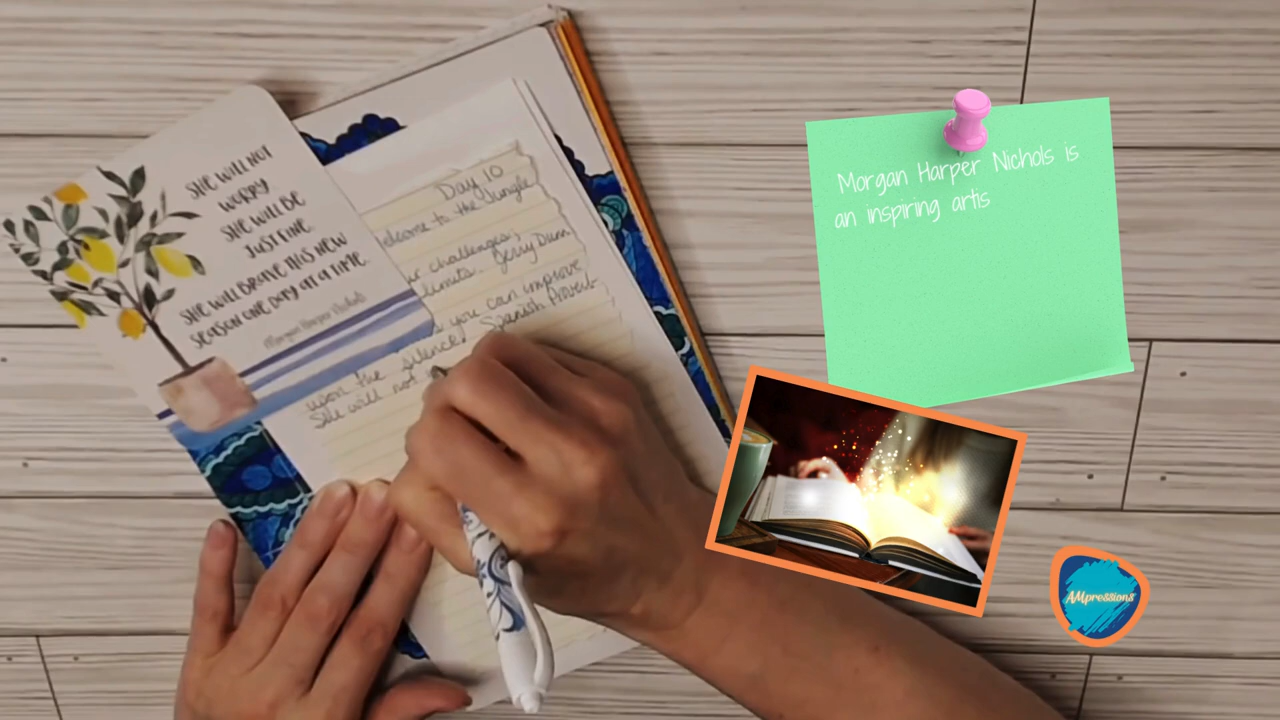 SHE WILL NOT
WORRY
SHE WILL BE
JUST FINE.
SHE WILL BRAVE THIS NEW
SEASON ONE DAY AT A TIME.
Morgan Harper Nichols
Day 10
elcome to the Jungle
ur challenges,
limits. Jerry Dunn
you can improve
upon the silence! Spanish Proverb
She will not
Morgan Harper Nichols is
an inspiring artis
AMpressions